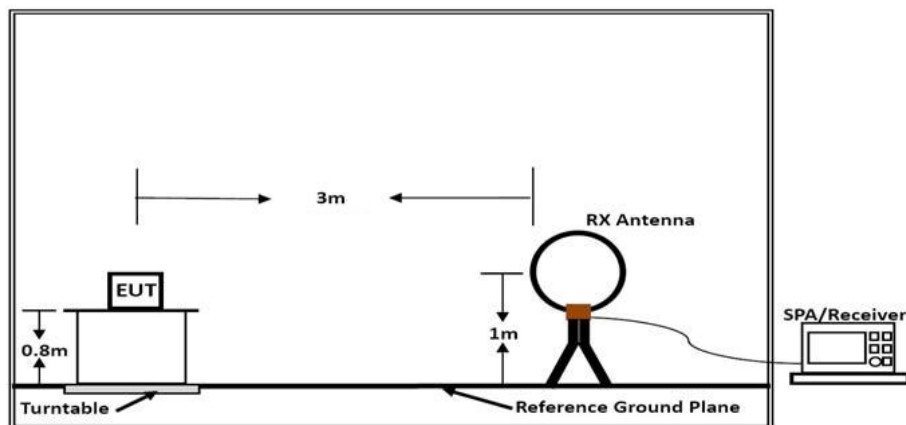 3m
RX Antenna
EUT
SPA/Receiver
0.8m
1m
Turntable
Reference Ground Plane